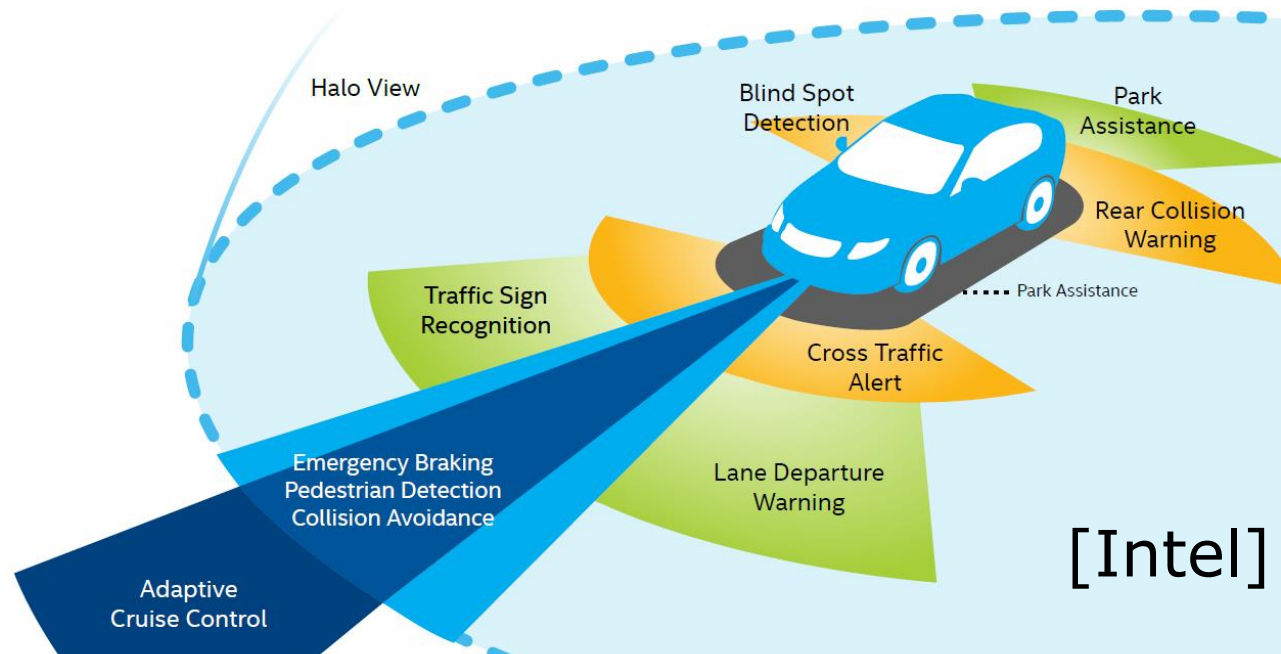 Halo View
Blind Spot
Detection
Park
Assistance
Rear Collision
Warning
Park Assistance
Traffic Sign
Recognition
Cross Traffic
Alert
Emergency Braking
Pedestrian Detection
Collision Avoidance
Lane Departure
Warning
[Intel]
Adaptive
Cruise Control